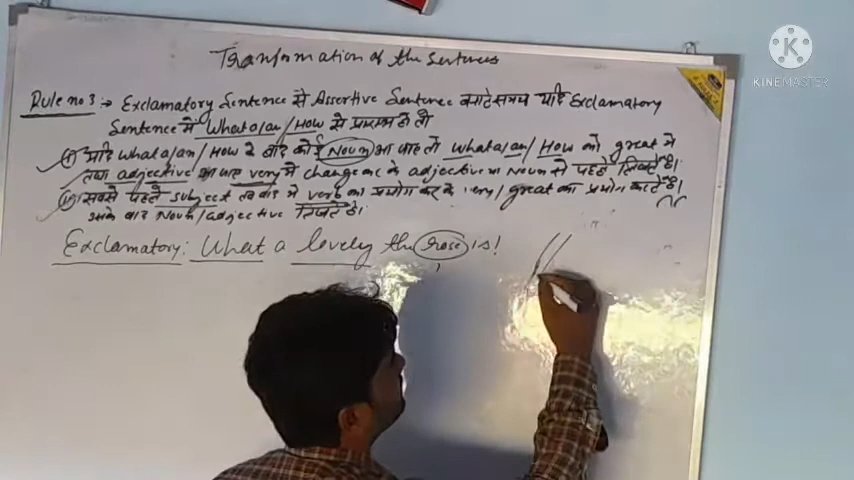 Tranformation of the Sentences
Rule no 3 :- Exclamatory Sentence से Assertive Sentence बनाते समय यदि Exclamatory
Sentence में What a/an / How से प्रारम्भ हो तो
यदि What a/an / How के बाद कोई Noun आ जाए तो What a/an / How को great में
तथा adjective आ जाए very में change कर के adjective या Noun से पहले लिखते है।
सबसे पहले subject तब बाद में verb का प्रयोग कर के very / great का प्रयोग करते है।
उसके बाद Noun/adjective लिखते है।
Exclamatory: What a lovely the rose is!
KINEMASTER